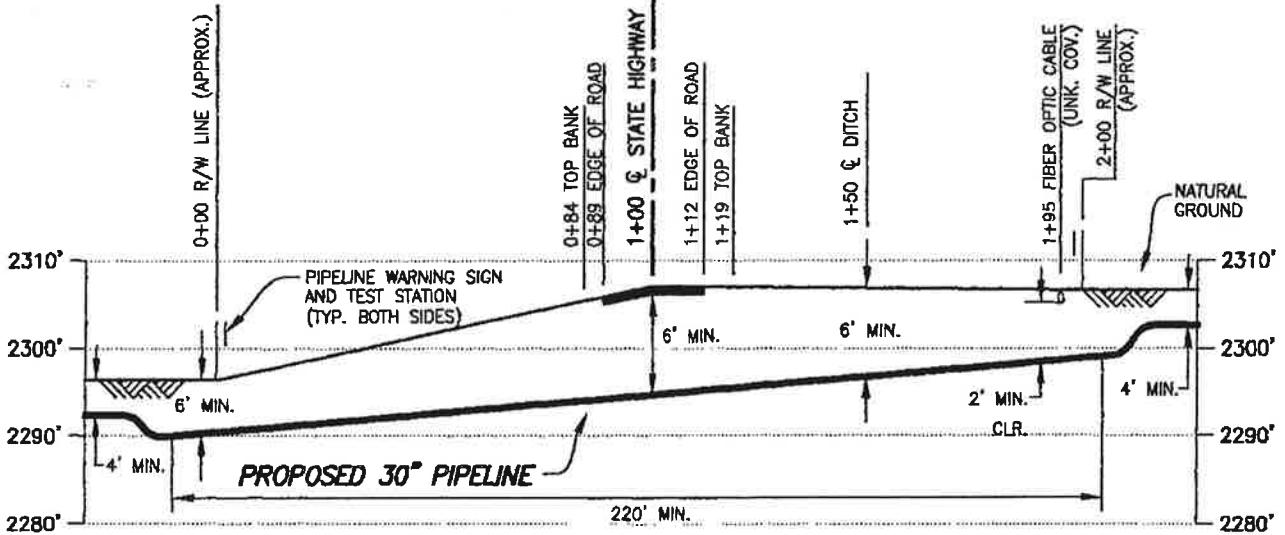 0+00 R/W LINE (APPROX.)
0+84 TOP BANK
0+89 EDGE OF ROAD
1+00 ℄ STATE HIGHWAY
1+12 EDGE OF ROAD
1+19 TOP BANK
1+50 ℄ DITCH
1+95 FIBER OPTIC CABLE
(UNK. COV.)
2+00 R/W LINE
(APPROX.)
NATURAL
GROUND
2310'
2310'
PIPELINE WARNING SIGN
AND TEST STATION
(TYP. BOTH SIDES)
2300'
6' MIN.
6' MIN.
2300'
6' MIN.
2' MIN.
CLR.
4' MIN.
2290'
4' MIN.
2290'
PROPOSED 30" PIPELINE
220' MIN.
2280'
2280'